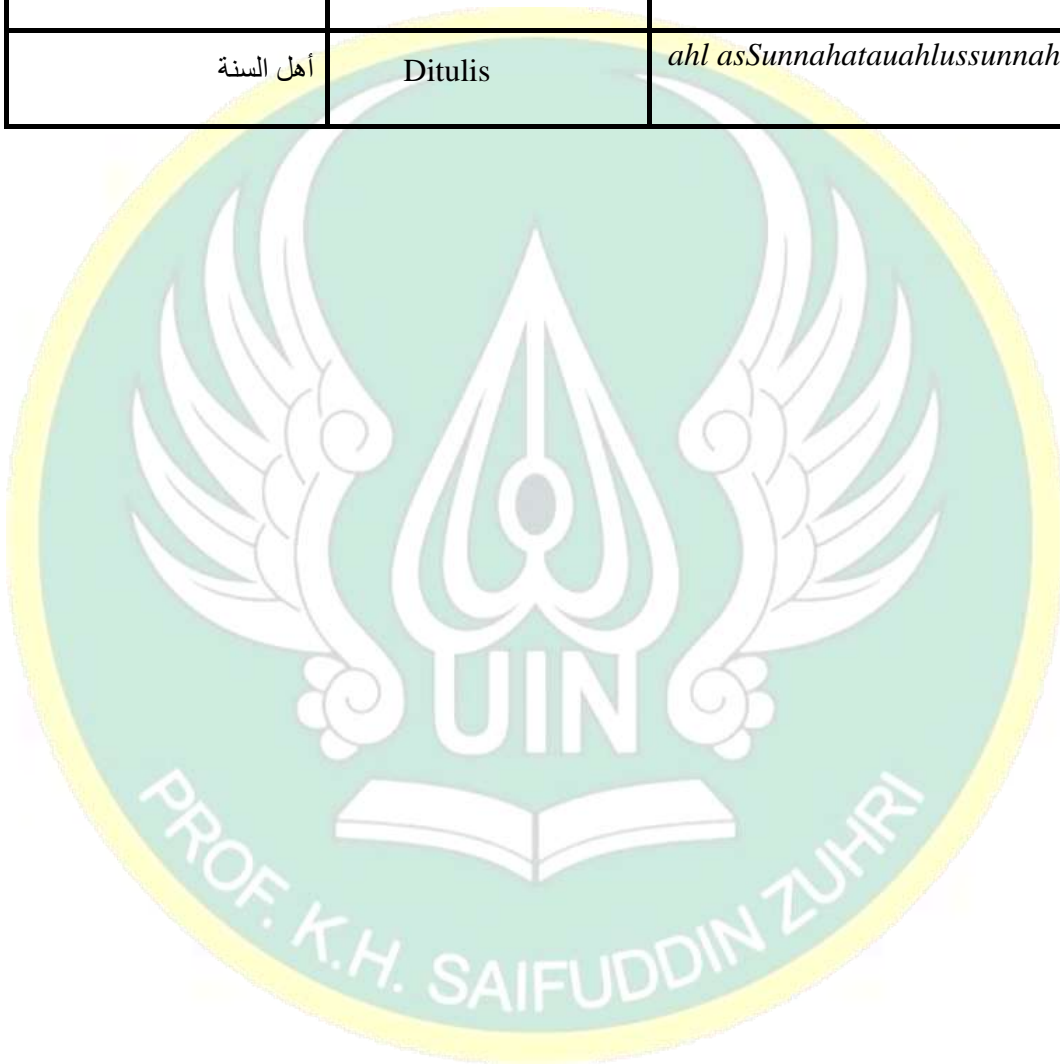 أهل السنة Ditulis ahl asSunnahatauahlussunnah
UIN
PROF. K.H. SAIFUDDIN ZUHRI